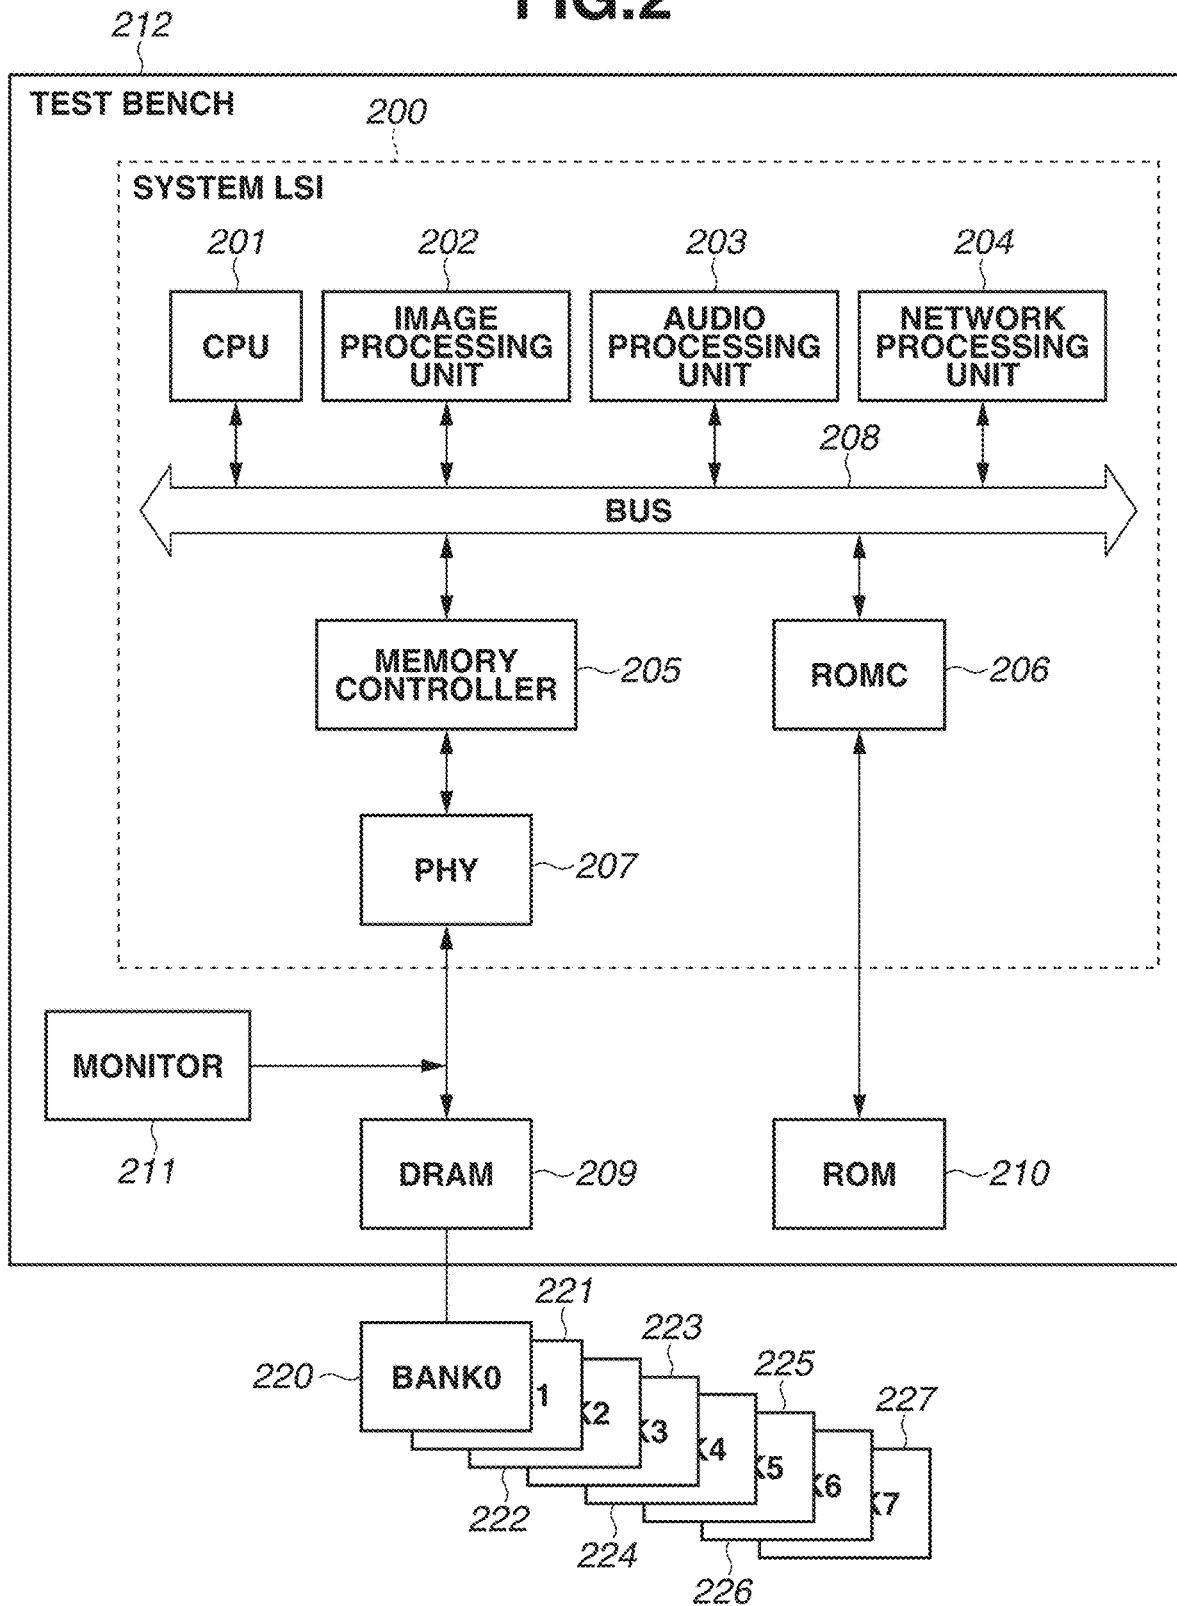 FIG.2
212
TEST BENCH
200
SYSTEM LSI
201
202
203
204
CPU
IMAGE
PROCESSING
UNIT
AUDIO
PROCESSING
UNIT
NETWORK
PROCESSING
UNIT
208
BUS
MEMORY
CONTROLLER
205
ROMC
206
PHY
207
MONITOR
211
DRAM
209
ROM
210
221
223
225
227
220
BANK0
1
K2
K3
K4
K5
K6
K7
222
224
226